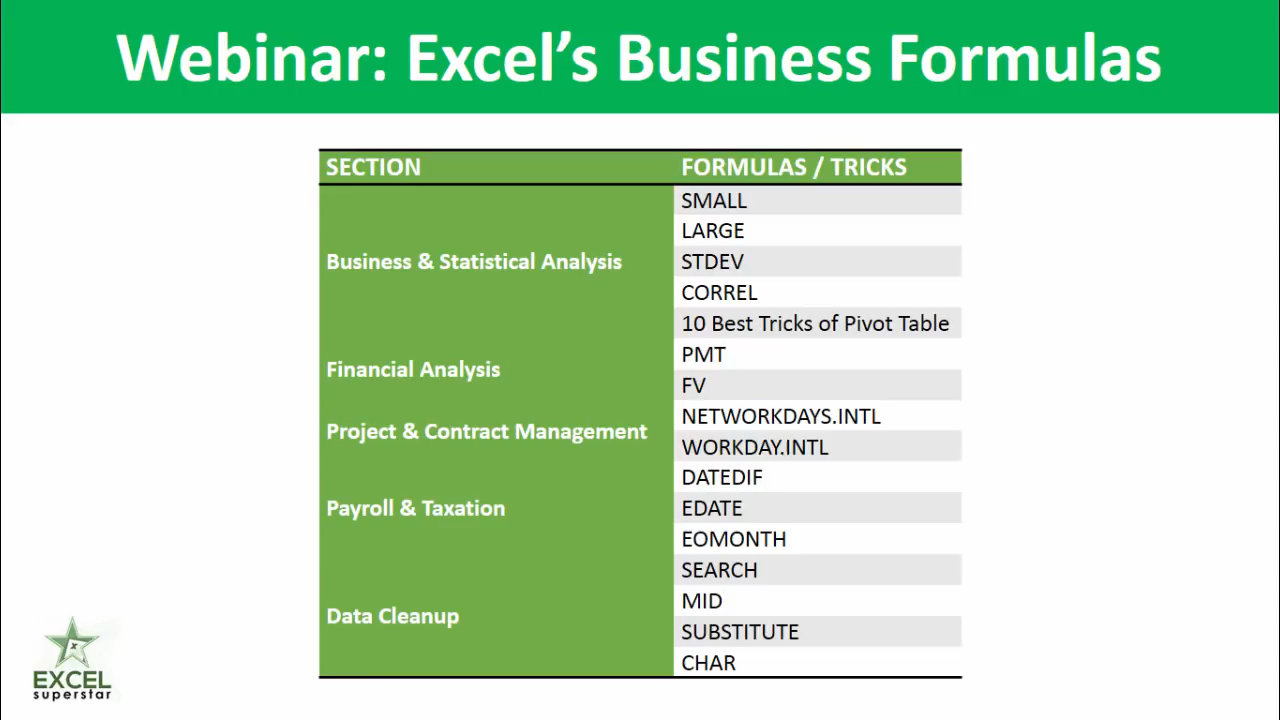 Webinar: Excel’s Business Formulas
SECTION FORMULAS / TRICKS
Business & Statistical Analysis
SMALL
LARGE
STDEV
CORREL
10 Best Tricks of Pivot Table
Financial Analysis
PMT
FV
Project & Contract Management
NETWORKDAYS.INTL
WORKDAY.INTL
Payroll & Taxation
DATEDIF
EDATE
EOMONTH
Data Cleanup
SEARCH
MID
SUBSTITUTE
CHAR
X
EXCEL
superstar